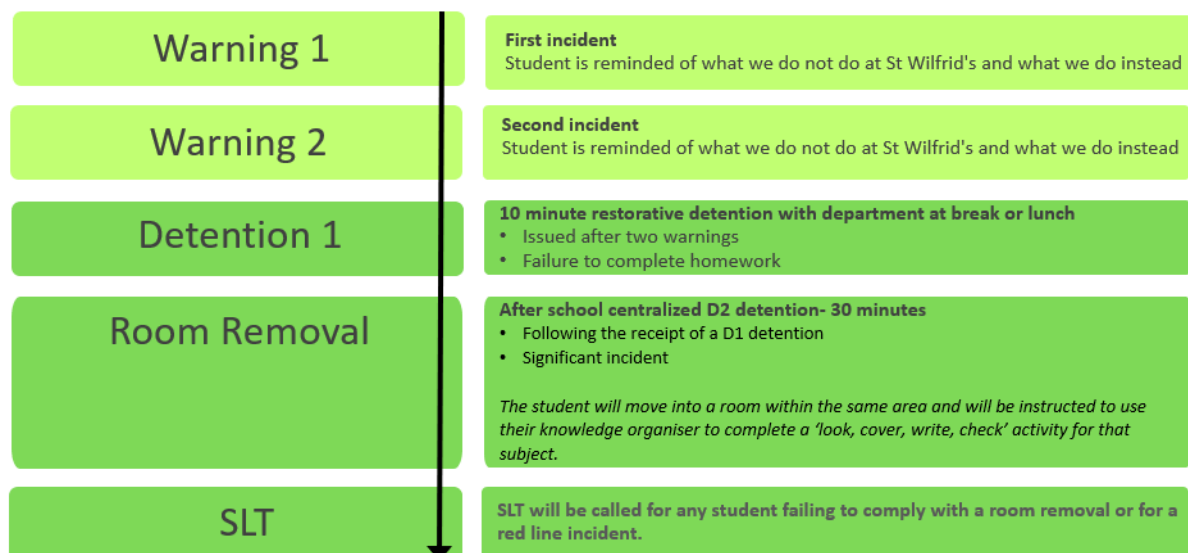 Warning 1
First incident
Student is reminded of what we do not do at St Wilfrid's and what we do instead
Warning 2
Second incident
Student is reminded of what we do not do at St Wilfrid's and what we do instead
Detention 1
10 minute restorative detention with department at break or lunch
• Issued after two warnings
• Failure to complete homework
Room Removal
After school centralized D2 detention- 30 minutes
• Following the receipt of a D1 detention
• Significant incident
The student will move into a room within the same area and will be instructed to use
their knowledge organiser to complete a ‘look, cover, write, check’ activity for that
subject.
SLT
SLT will be called for any student failing to comply with a room removal or for a
red line incident.